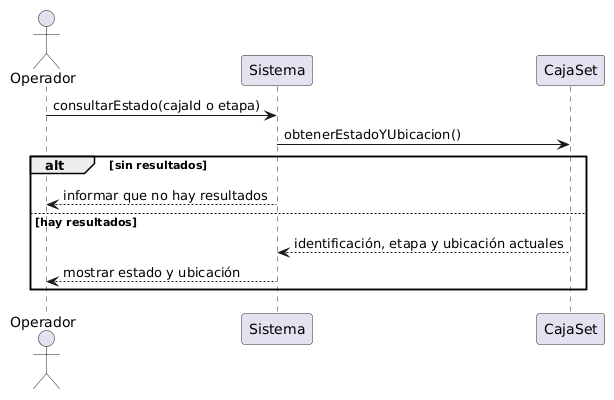 Operador
Sistema
CajaSet
consultarEstado(cajaId o etapa)
obtenerEstadoYUbicacion()
alt [sin resultados]
informar que no hay resultados
[hay resultados]
identificación, etapa y ubicación actuales
mostrar estado y ubicación
Operador
Sistema
CajaSet